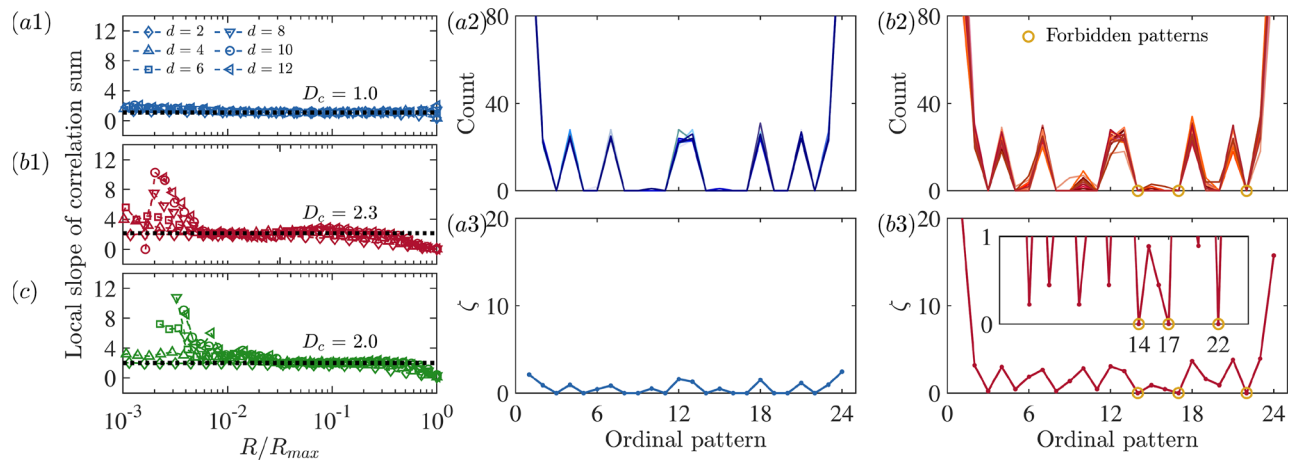 (a1)
12
8
4
0
d = 2
d = 8
d = 4
d = 10
d = 6
d = 12
D_c = 1.0
(b1)
12
8
4
0
D_c = 2.3
(c)
12
8
4
0
D_c = 2.0
Local slope of correlation sum
10⁻³ 10⁻² 10⁻¹ 10⁰
R/R_max
(a2)
80
40
0
Count
(a3)
20
10
0
ζ
0 6 12 18 24
Ordinal pattern
(b2)
80
40
0
Count
Forbidden patterns
(b3)
20
10
0
ζ
1
0
14 17 22
0 6 12 18 24
Ordinal pattern